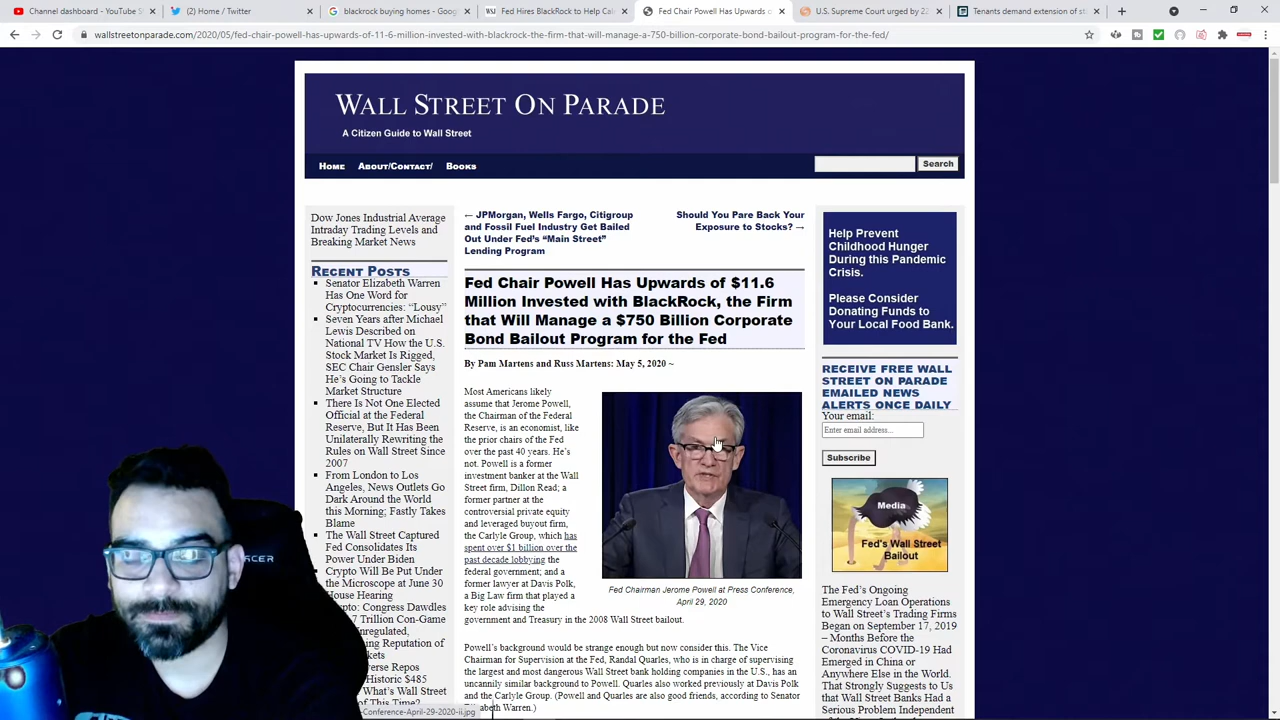 Channel dashboard - YouTube S
(2) Home / Twitter
blackrock buying homes - Goog
Fed Hires BlackRock to Help Cal
Fed Chair Powell Has Upwards o
U.S. Supreme Court urged by 22
Tenants demand extension of st
wallstreetonparade.com/2020/05/fed-chair-powell-has-upwards-of-11-6-million-invested-with-blackrock-the-firm-that-will-manage-a-750-billion-corporate-bond-bailout-program-for-the-fed/
WALL STREET ON PARADE
A Citizen Guide to Wall Street
HOME
ABOUT/CONTACT/
BOOKS
Search
Dow Jones Industrial Average
Intraday Trading Levels and
Breaking Market News
RECENT POSTS
Senator Elizabeth Warren
Has One Word for
Cryptocurrencies: “Lousy”
Seven Years after Michael
Lewis Described on
National TV How the U.S.
Stock Market Is Rigged,
SEC Chair Gensler Says
He’s Going to Tackle
Market Structure
There Is Not One Elected
Official at the Federal
Reserve, But It Has Been
Unilaterally Rewriting the
Rules on Wall Street Since
2007
From London to Los
Angeles, News Outlets Go
Dark Around the World
this Morning; Fastly Takes
Blame
The Wall Street Captured
Fed Consolidates Its
Power Under Biden
Crypto Will Be Put Under
the Microscope at June 30
House Hearing
Congress Dawdles
Trillion Con-Game
Reputation of
Repos
Historic $485
What’s Wall Street
of This Time?
← JPMorgan, Wells Fargo, Citigroup
and Fossil Fuel Industry Get Bailed
Out Under Fed’s “Main Street”
Lending Program
Should You Pare Back Your
Exposure to Stocks? →
Fed Chair Powell Has Upwards of $11.6
Million Invested with BlackRock, the Firm
that Will Manage a $750 Billion Corporate
Bond Bailout Program for the Fed
By Pam Martens and Russ Martens: May 5, 2020 ~
Most Americans likely
assume that Jerome Powell,
the Chairman of the Federal
Reserve, is an economist, like
the prior chairs of the Fed
over the past 40 years. He’s
not. Powell is a former
investment banker at the Wall
Street firm, Dillon Read; a
former partner at the
controversial private equity
and leveraged buyout firm,
the Carlyle Group, which has
spent over $1 billion over the
past decade lobbying the
federal government; and a
former lawyer at Davis Polk,
a Big Law firm that played a
key role advising the
government and Treasury in the 2008 Wall Street bailout.
Fed Chairman Jerome Powell at Press Conference,
April 29, 2020
Powell’s background would be strange enough but now consider this. The Vice
Chairman for Supervision at the Fed, Randal Quarles, who is in charge of supervising
the largest and most dangerous Wall Street bank holding companies in the U.S., has an
uncannily similar background to Powell. Quarles also worked previously at Davis Polk
and the Carlyle Group. (Powell and Quarles are also good friends, according to Senator
Warren.)
Help Prevent
Childhood Hunger
During this Pandemic
Crisis.
Please Consider
Donating Funds to
Your Local Food Bank.
RECEIVE FREE WALL
STREET ON PARADE
EMAILED NEWS
ALERTS ONCE DAILY
Your email:
Enter email address...
Subscribe
Media
Fed's Wall Street
Bailout
The Fed’s Ongoing
Emergency Loan Operations
to Wall Street’s Trading Firms
Began on September 17, 2019
– Months Before the
Coronavirus COVID-19 Had
Emerged in China or
Anywhere Else in the World.
That Strongly Suggests to Us
that Wall Street Banks Had a
Serious Problem Independent
-Conference-April-29-2020-ii.jpg